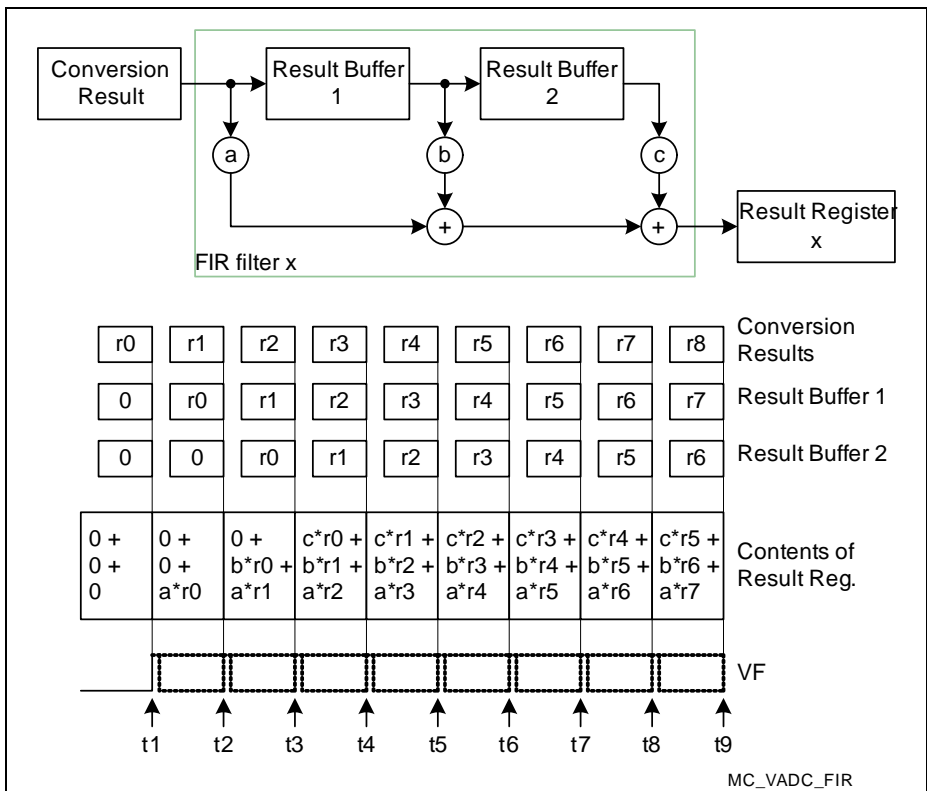 Conversion
Result
Result Buffer
1
Result Buffer
2
a
b
c
+
+
Result Register
x
FIR filter x
r0 r1 r2 r3 r4 r5 r6 r7 r8
Conversion
Results
0 r0 r1 r2 r3 r4 r5 r6 r7
Result Buffer 1
0 0 r0 r1 r2 r3 r4 r5 r6
Result Buffer 2
0 + 0 + 0 + c*r0 + c*r1 + c*r2 + c*r3 + c*r4 + c*r5 +
0 + 0 + b*r0 + b*r1 + b*r2 + b*r3 + b*r4 + b*r5 + b*r6 +
0 a*r0 a*r1 a*r2 a*r3 a*r4 a*r5 a*r6 a*r7
Contents of
Result Reg.
VF
t1 t2 t3 t4 t5 t6 t7 t8 t9
MC_VADC_FIR